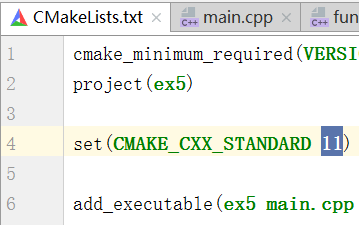 CMakeLists.txt main.cpp fun
1 cmake_minimum_required(VERSI
2 project(ex5)
3
4 set(CMAKE_CXX_STANDARD 11)
5
6 add_executable(ex5 main.cpp